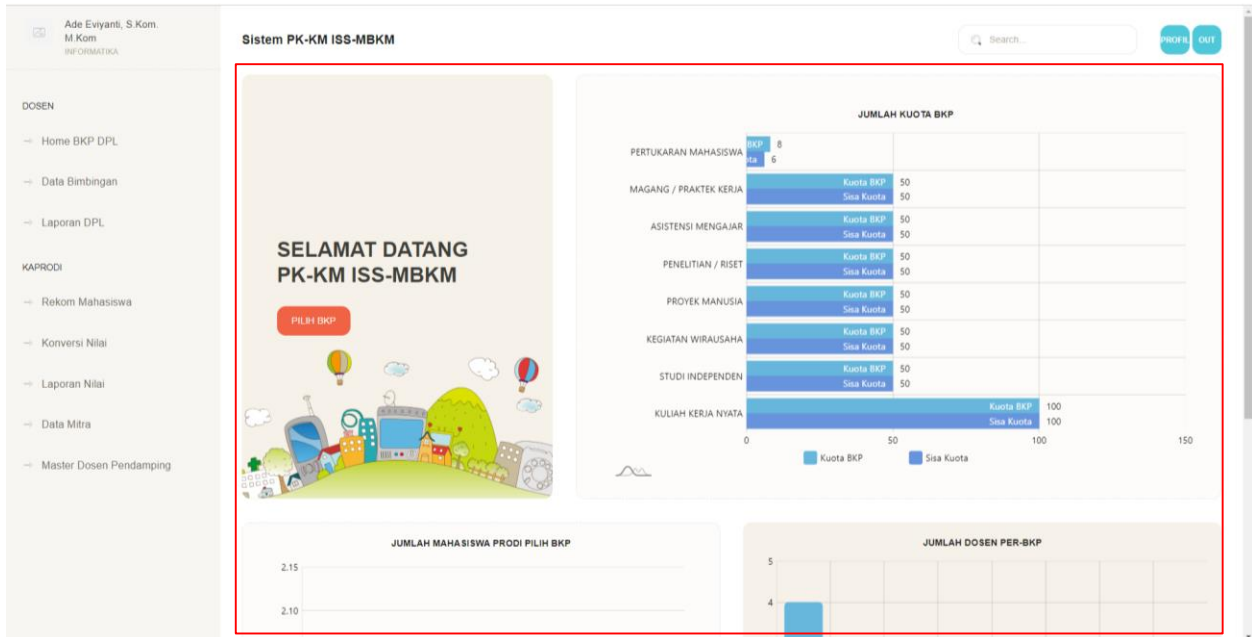 Ade Eviyanti, S.Kom.
M.Kom
INFORMATIKA
DOSEN
Home BKP DPL
Data Bimbingan
Laporan DPL
KAPRODI
Rekom Mahasiswa
Konversi Nilai
Laporan Nilai
Data Mitra
Master Dosen Pendamping
Sistem PK-KM ISS-MBKM
Search...
PROFIL
OUT
SELAMAT DATANG
PK-KM ISS-MBKM
PILIH BKP
JUMLAH KUOTA BKP
PERTUKARAN MAHASISWA
BKP 8
ta 6
MAGANG / PRAKTEK KERJA
Kuota BKP 50
Sisa Kuota 50
ASISTENSI MENGAJAR
Kuota BKP 50
Sisa Kuota 50
PENELITIAN / RISET
Kuota BKP 50
Sisa Kuota 50
PROYEK MANUSIA
Kuota BKP 50
Sisa Kuota 50
KEGIATAN WIRAUSAHA
Kuota BKP 50
Sisa Kuota 50
STUDI INDEPENDEN
Kuota BKP 50
Sisa Kuota 50
KULIAH KERJA NYATA
Kuota BKP 100
Sisa Kuota 100
0 50 100 150
Kuota BKP Sisa Kuota
JUMLAH MAHASISWA PRODI PILIH BKP
2.15
2.10
JUMLAH DOSEN PER-BKP
5
4